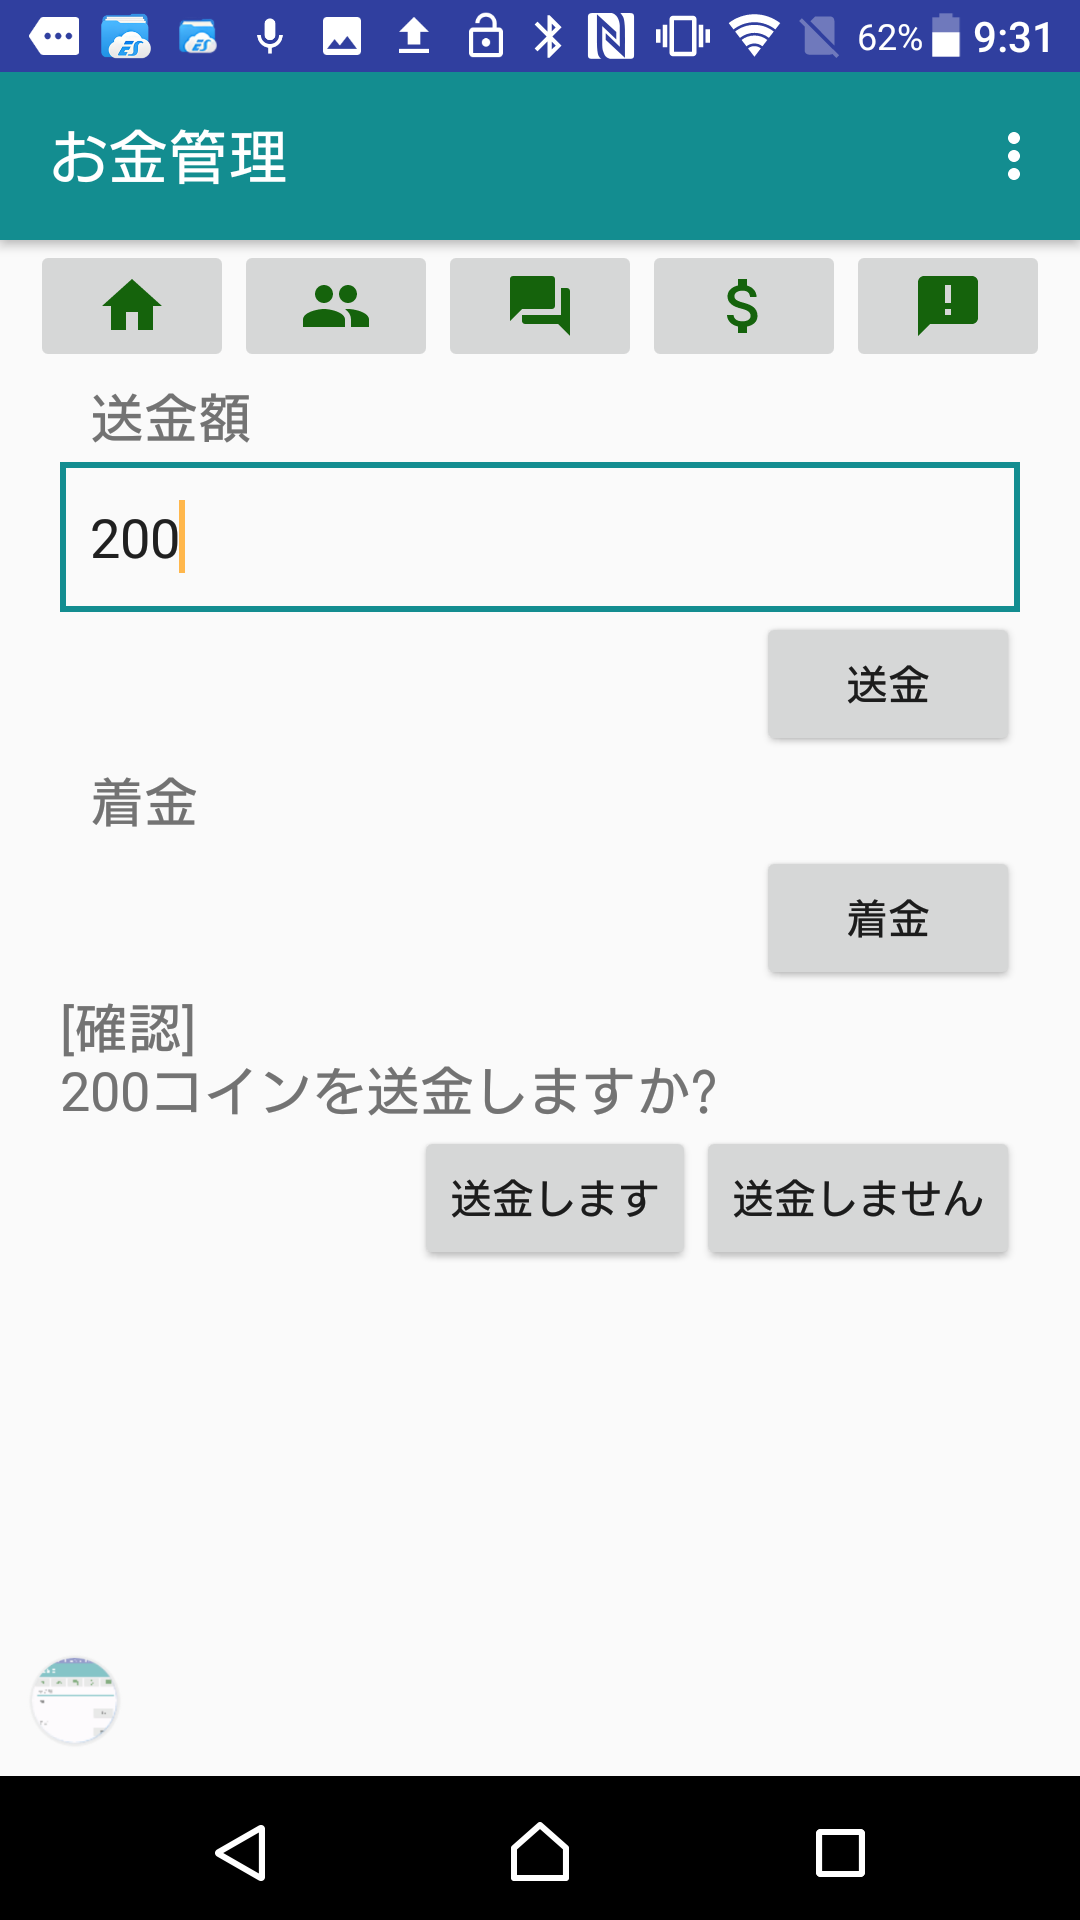 62% 9:31
お金管理
送金額
200
送金
着金
着金
[確認]
200コインを送金しますか?
送金します 送金しません